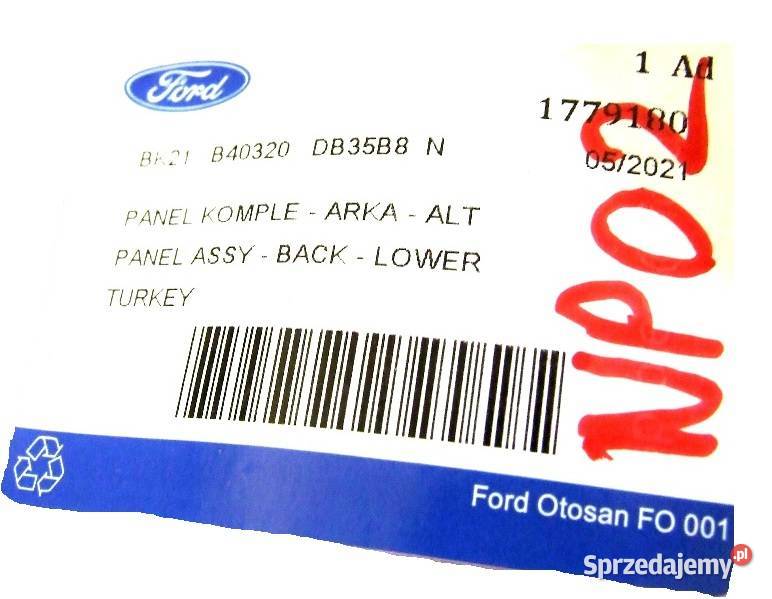 Ford
1 Ad
1779180
BK21 B40320 DB35B8 N
05/2021
PANEL KOMPLE - ARKA - ALT
PANEL ASSY - BACK - LOWER
TURKEY
NPO2
Ford Otosan FO 001
Sprzedajemy.pl